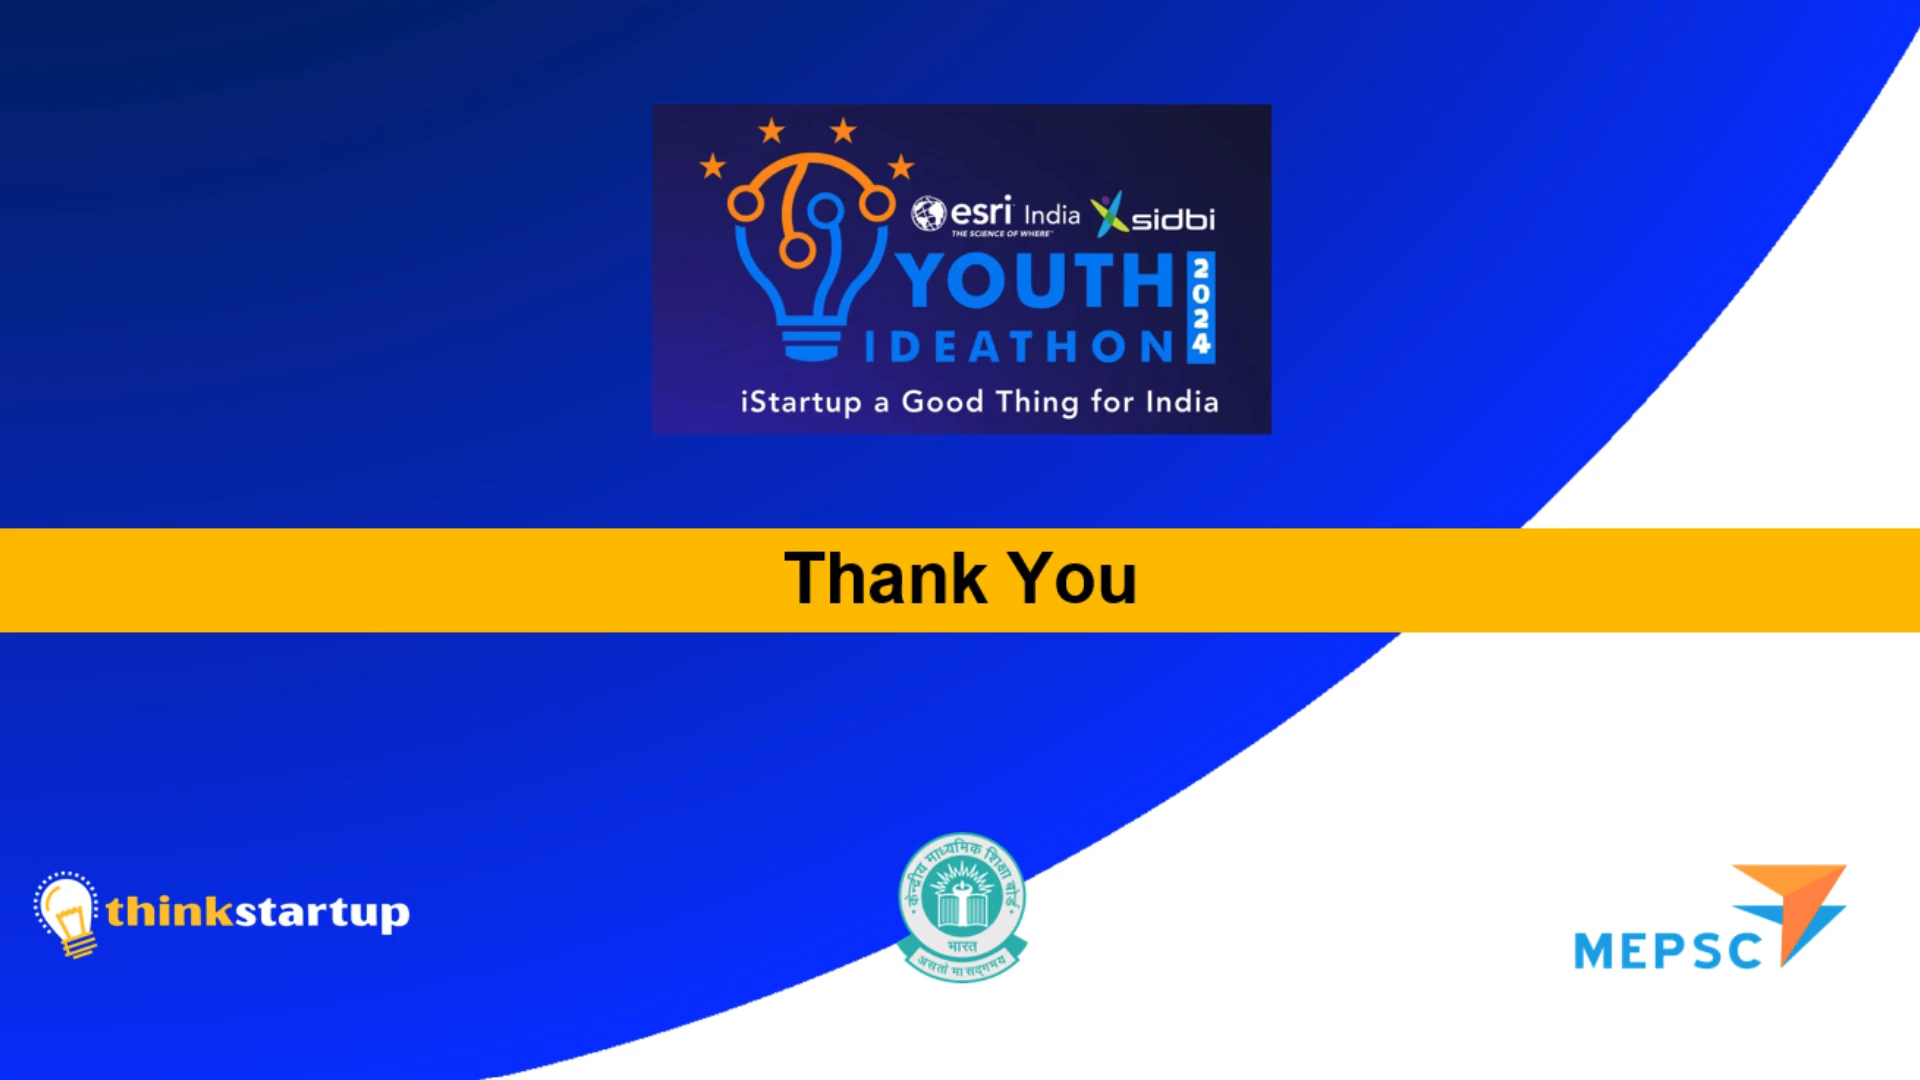 esri India
THE SCIENCE OF WHERE™
sidbi
YOUTH
IDEATHON
2024
iStartup a Good Thing for India
Thank You
thinkstartup
केन्द्रीय माध्यमिक शिक्षा बोर्ड
भारत
असतो मा सद्गमय
MEPSC